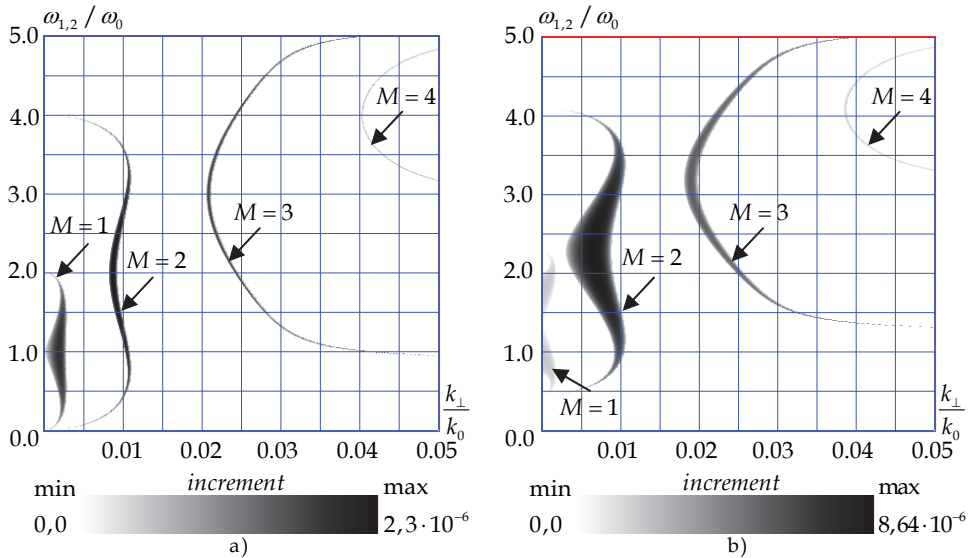 ω₁,₂ / ω₀
5.0
4.0
3.0
2.0
1.0
0.0
M = 4
M = 3
M = 1
M = 2
k⊥
k₀
0.01 0.02 0.03 0.04 0.05
min increment max
0,0 2,3·10⁻⁶
a)
ω₁,₂ / ω₀
5.0
4.0
3.0
2.0
1.0
0.0
M = 4
M = 3
M = 2
M = 1
k⊥
k₀
0.01 0.02 0.03 0.04 0.05
min increment max
0,0 8,64·10⁻⁶
b)